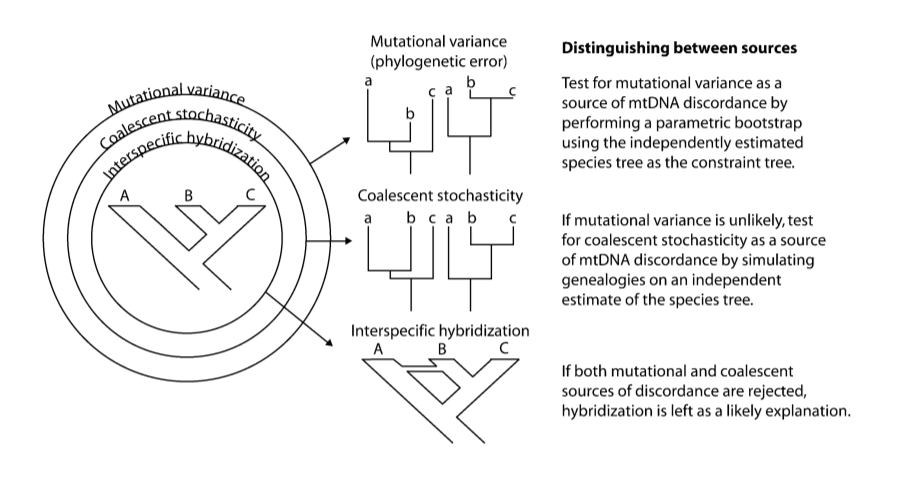 Mutational variance
Coalescent stochasticity
Interspecific hybridization
A B C
Mutational variance
(phylogenetic error)
a b c a b c
Coalescent stochasticity
a b c a b c
Interspecific hybridization
A B C
Distinguishing between sources
Test for mutational variance as a
source of mtDNA discordance by
performing a parametric bootstrap
using the independently estimated
species tree as the constraint tree.
If mutational variance is unlikely, test
for coalescent stochasticity as a source
of mtDNA discordance by simulating
genealogies on an independent
estimate of the species tree.
If both mutational and coalescent
sources of discordance are rejected,
hybridization is left as a likely explanation.